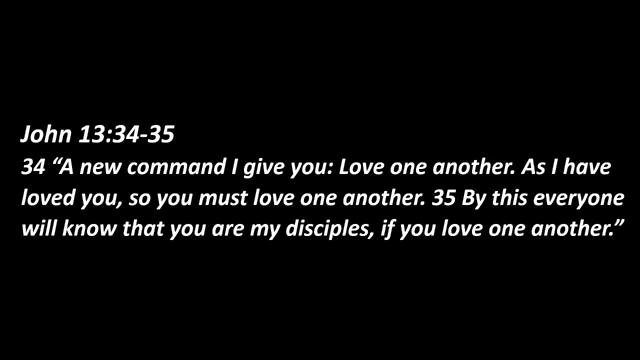 John 13:34-35
34 “A new command I give you: Love one another. As I have
loved you, so you must love one another. 35 By this everyone
will know that you are my disciples, if you love one another.”